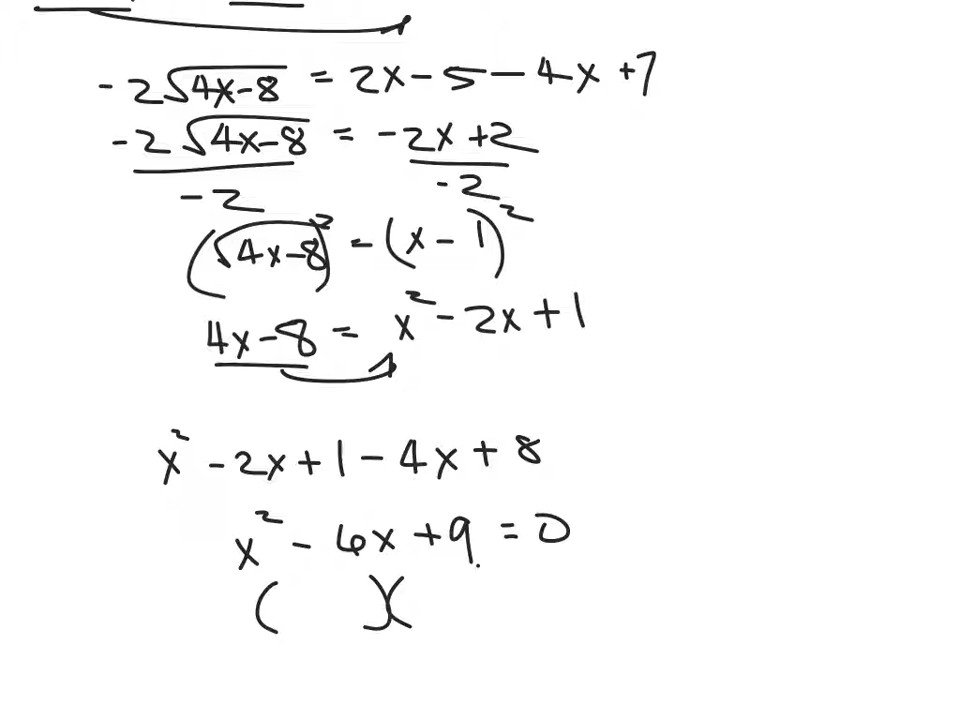 -2√(4x-8) = 2x-5-4x+7
-2√(4x-8) = -2x+2
-2 -2
(√(4x-8))² = (x-1)²
4x-8 = x²-2x+1
x²-2x+1-4x+8
x²-6x+9=0
( )(